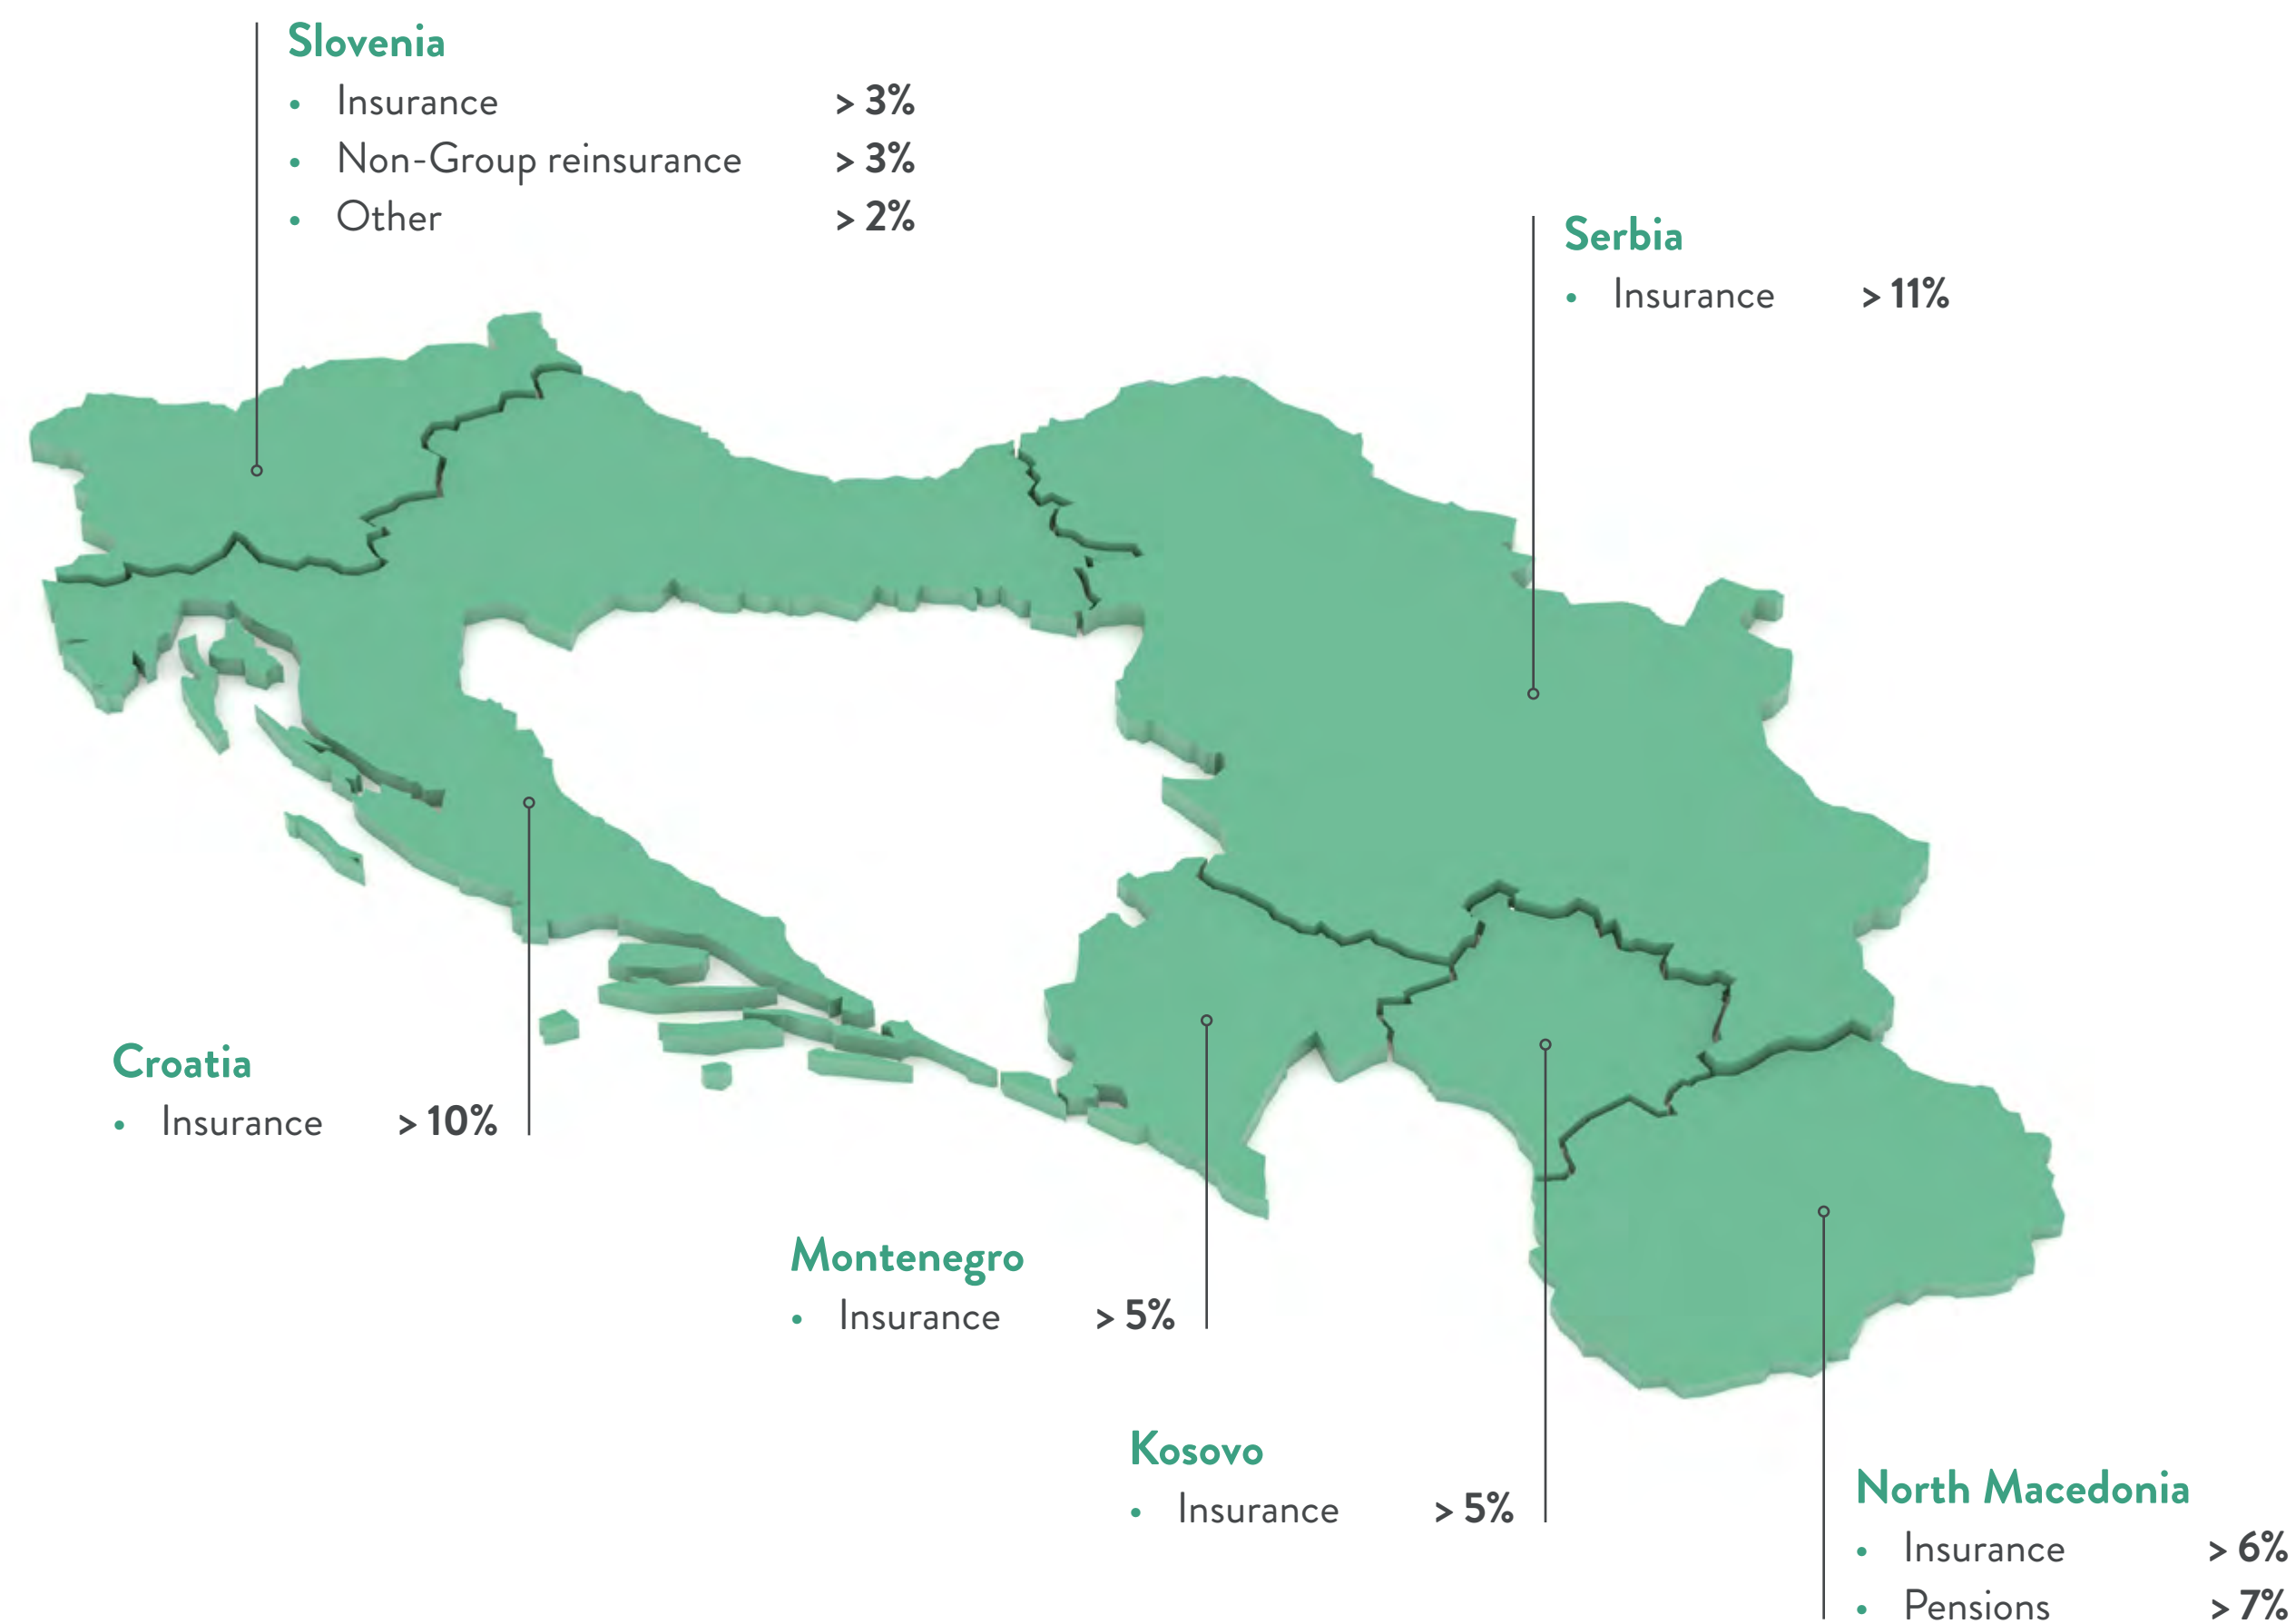 Slovenia
• Insurance > 3%
• Non-Group reinsurance > 3%
• Other > 2%
Serbia
• Insurance > 11%
Croatia
• Insurance > 10%
Montenegro
• Insurance > 5%
Kosovo
• Insurance > 5%
North Macedonia
• Insurance > 6%
• Pensions > 7%